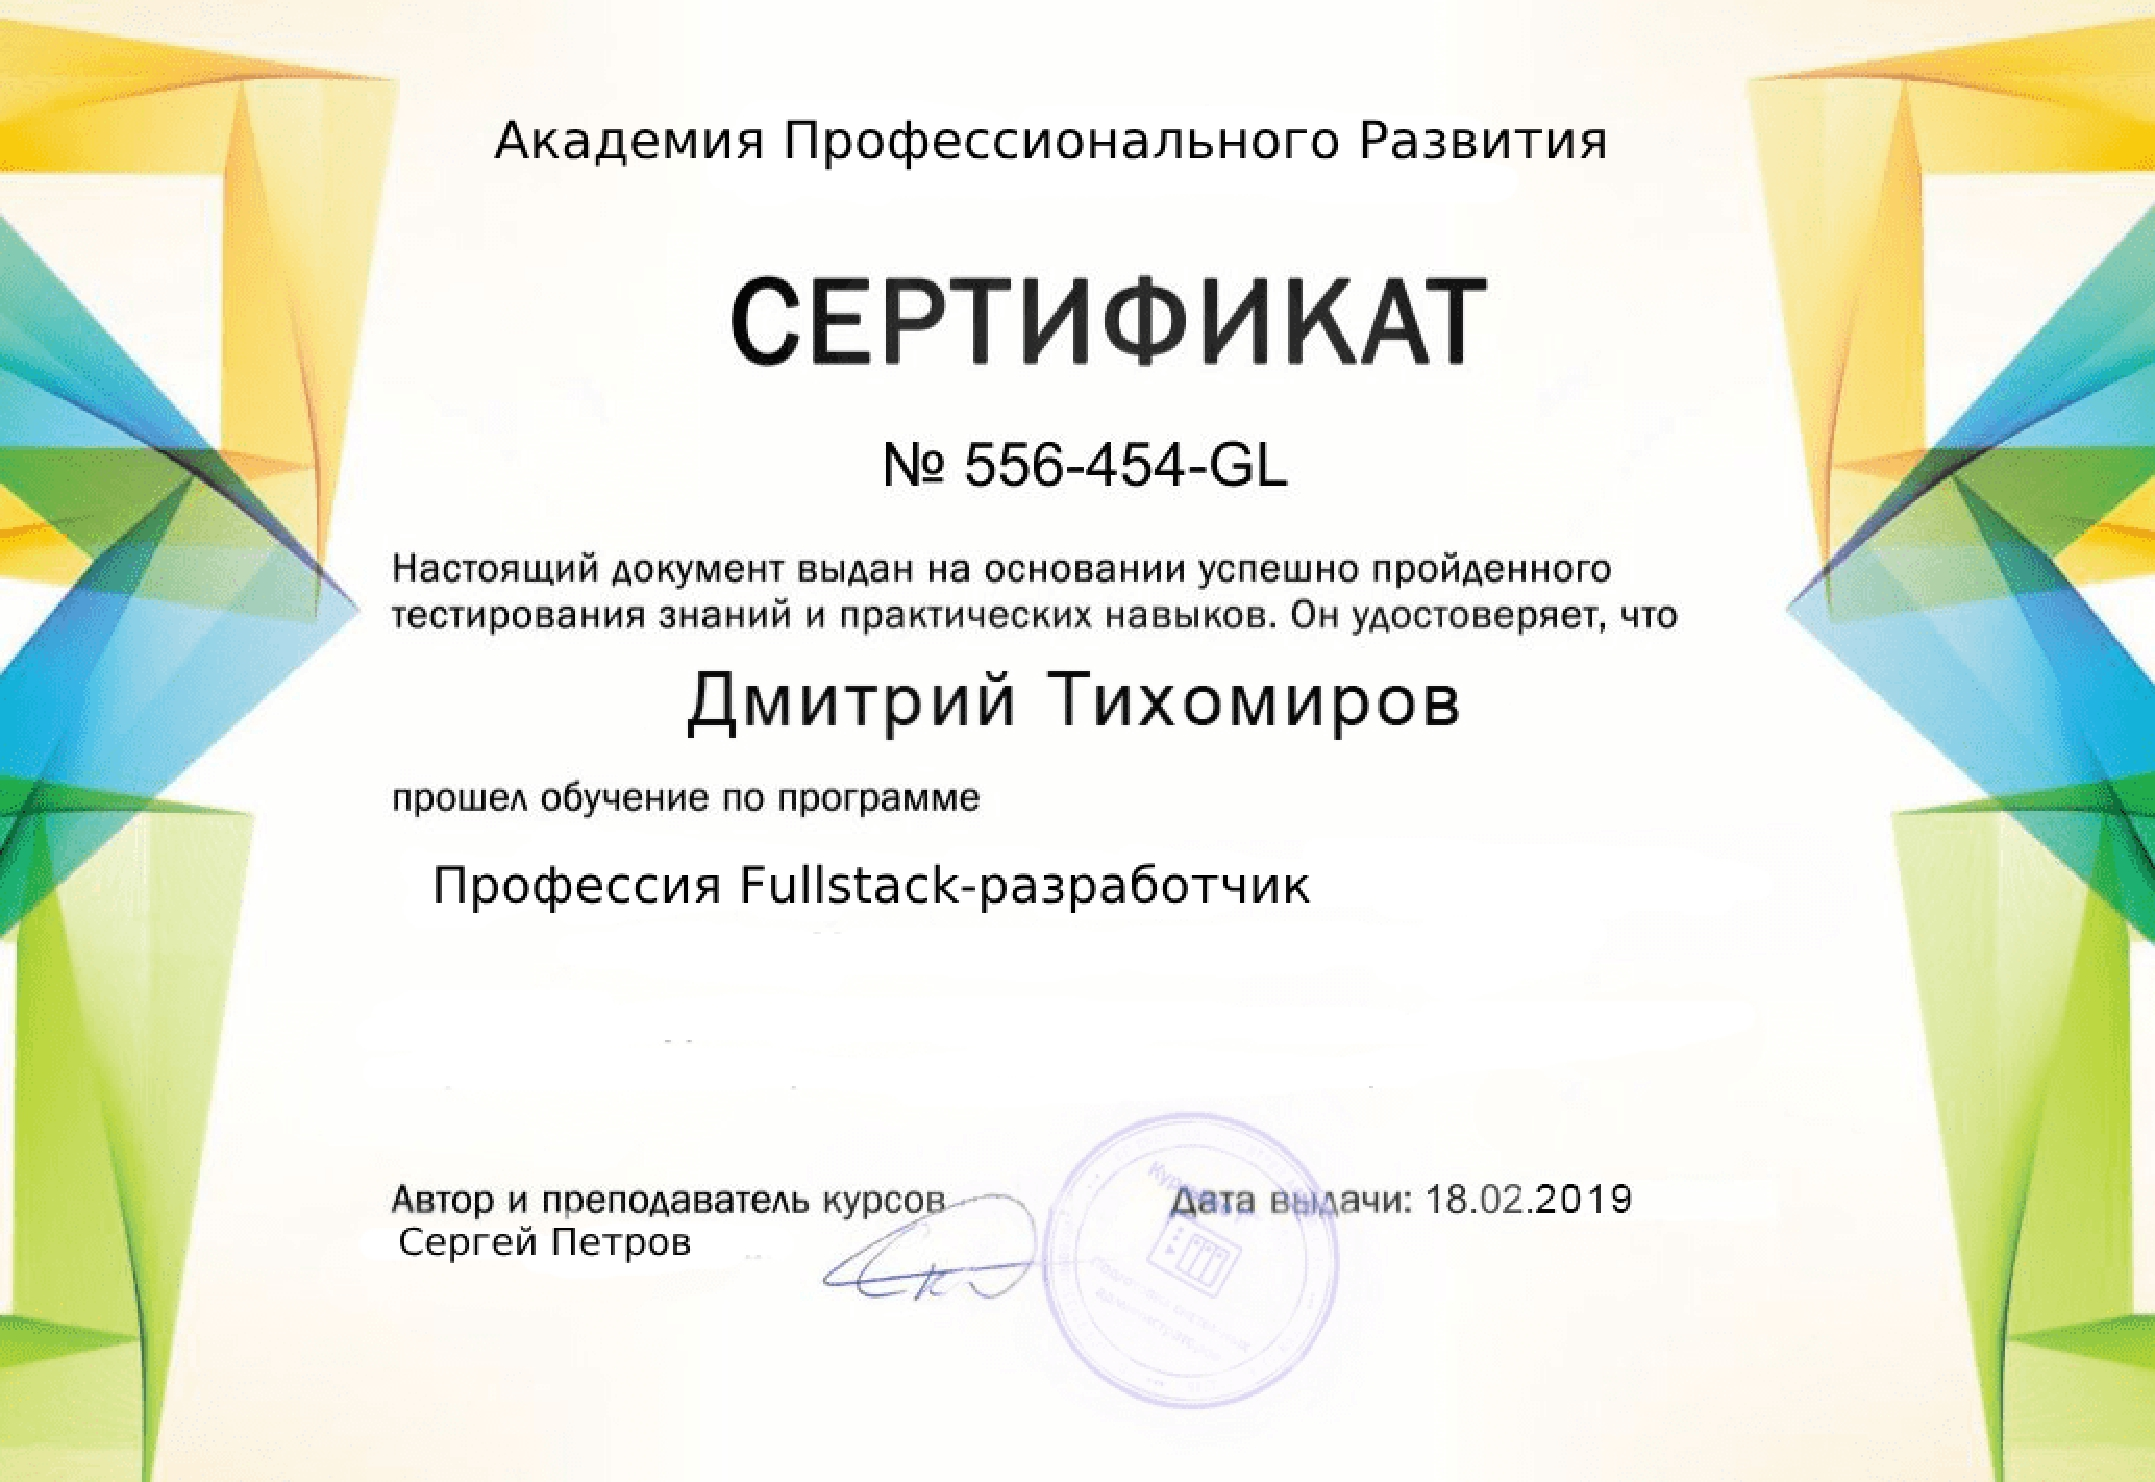 Академия Профессионального Развития
СЕРТИФИКАТ
№ 556-454-GL
Настоящий документ выдан на основании успешно пройденного
тестирования знаний и практических навыков. Он удостоверяет, что
Дмитрий Тихомиров
прошел обучение по программе
Профессия Fullstack-разработчик
Автор и преподаватель курсов
Сергей Петров
Дата выдачи: 18.02.2019